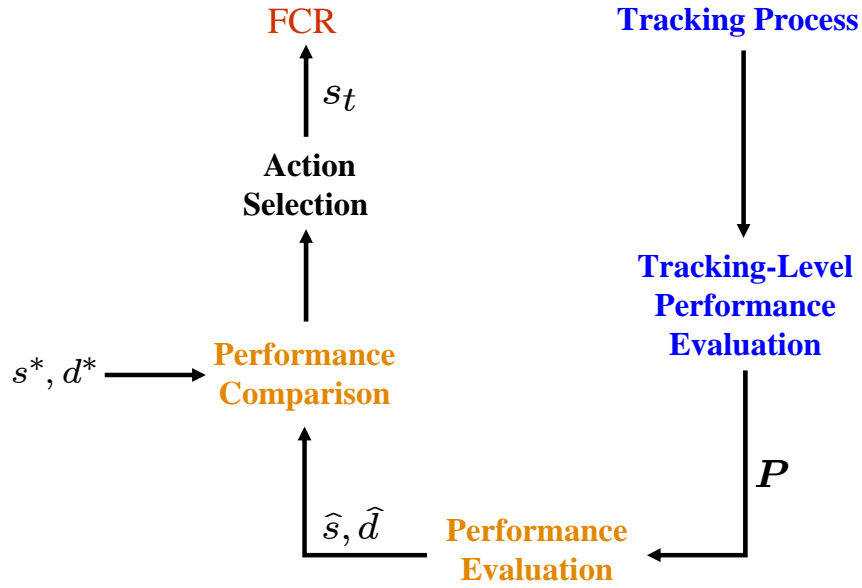 FCR
Tracking Process
s_t
Action
Selection
Tracking-Level
Performance
Evaluation
s*, d*
Performance
Comparison
P
ŝ, d̂
Performance
Evaluation